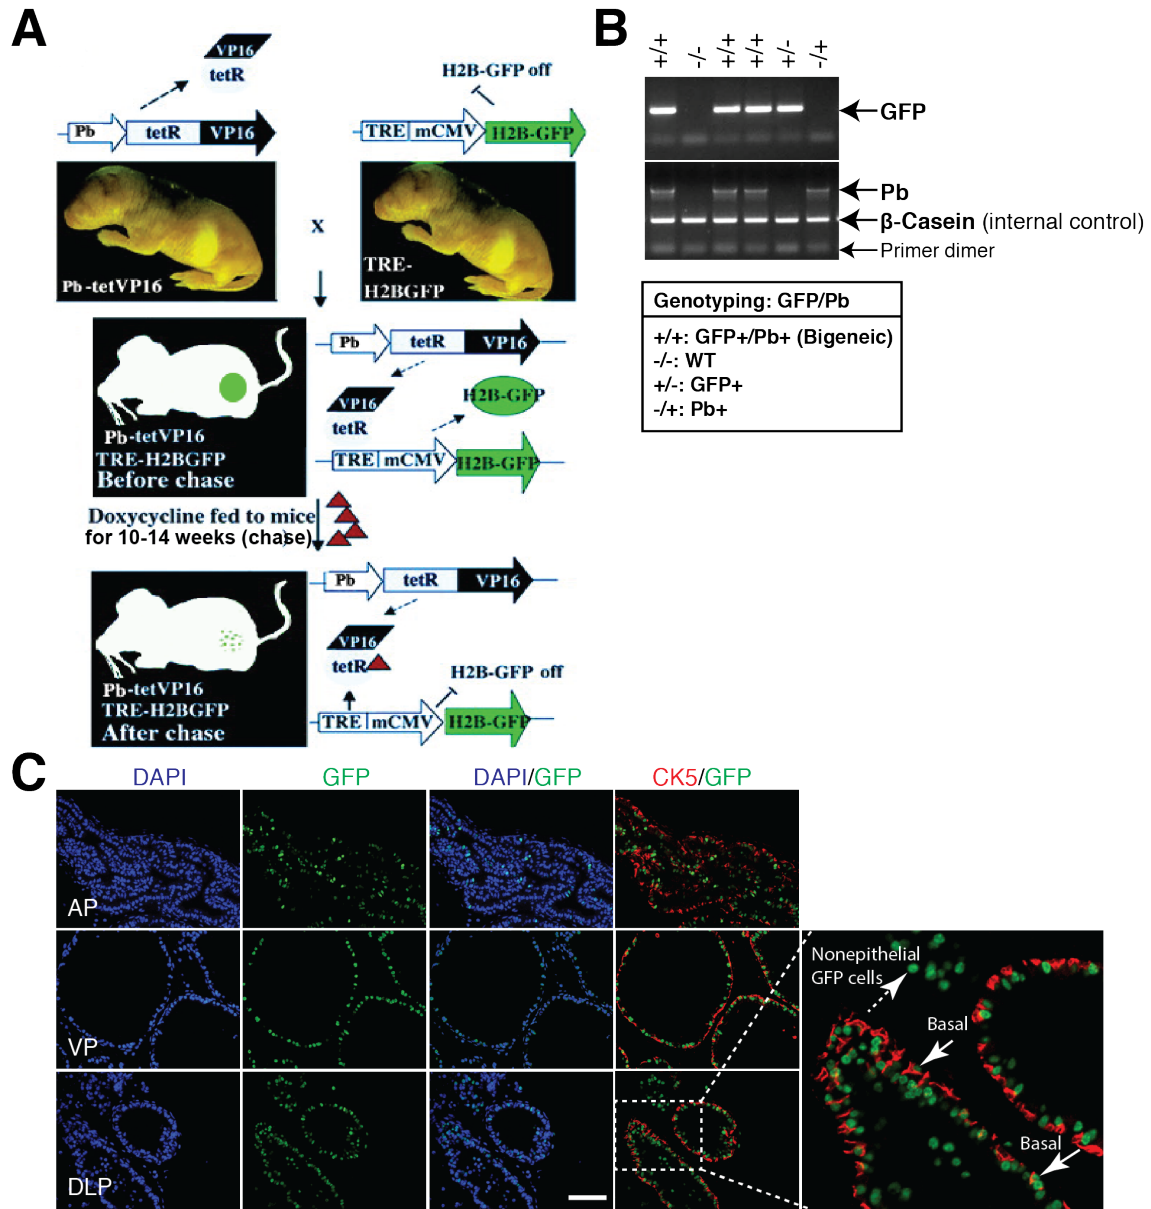 A
VP16
tetR
Pb
tetR
VP16
H2B-GFP off
TRE
mCMV
H2B-GFP
Pb-tetVP16
x
TRE-
H2BGFP
Pb
tetR
VP16
VP16
tetR
H2B-GFP
TRE
mCMV
H2B-GFP
Pb-tetVP16
TRE-H2BGFP
Before chase
Doxycycline fed to mice
for 10-14 weeks (chase)
Pb
tetR
VP16
VP16
tetR
H2B-GFP off
TRE
mCMV
H2B-GFP
Pb-tetVP16
TRE-H2BGFP
After chase
B
+/+ -/- +/+ +/+ +/- -/+
GFP
Pb
β-Casein (internal control)
Primer dimer
Genotyping: GFP/Pb
+/+: GFP+/Pb+ (Bigeneic)
-/-: WT
+/-: GFP+
-/+: Pb+
C
DAPI GFP DAPI/GFP CK5/GFP
AP
VP
DLP
Nonepithelial
GFP cells
Basal
Basal